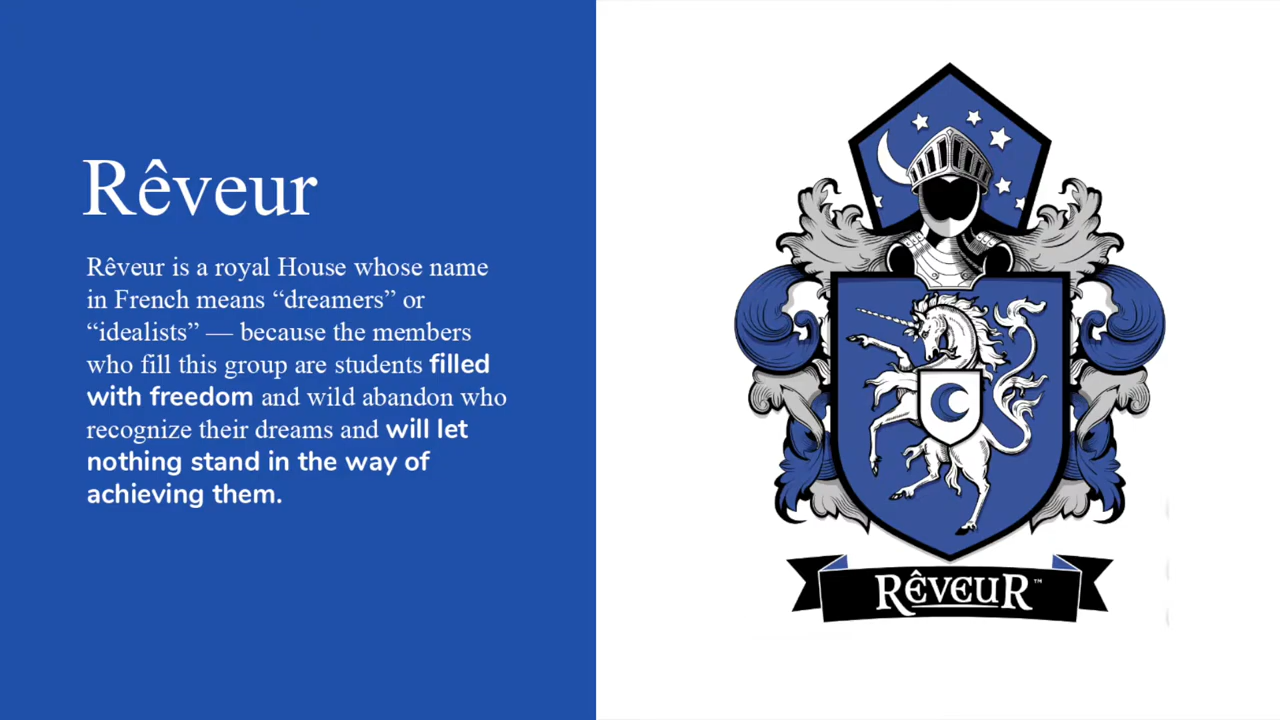 Rêveur
Rêveur is a royal House whose name
in French means “dreamers” or
“idealists” — because the members
who fill this group are students filled
with freedom and wild abandon who
recognize their dreams and will let
nothing stand in the way of
achieving them.
RÊVEUR™